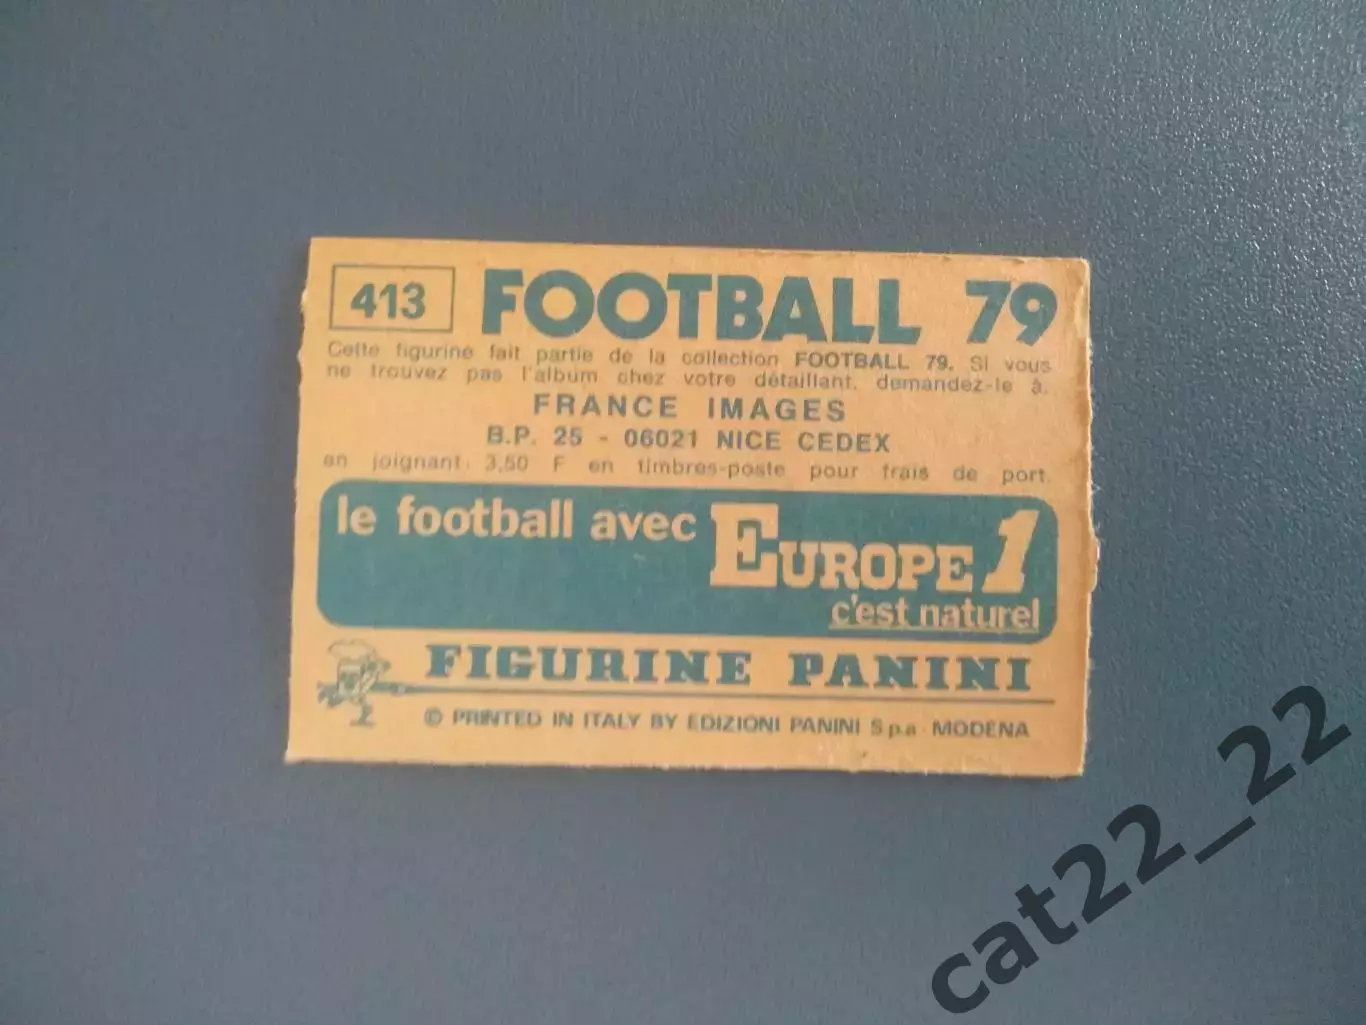 413 FOOTBALL 79
Cette figurine fait partie de la collection FOOTBALL 79. Si vous
ne trouvez pas l'album chez votre détaillant, demandez-le à.
FRANCE IMAGES
B.P. 25 - 06021 NICE CEDEX
en joignant 3,50 F en timbres-poste pour frais de port.
le football avec EUROPE 1
c'est naturel
FIGURINE PANINI
© PRINTED IN ITALY BY EDIZIONI PANINI S.p.a. MODENA
cat22_22